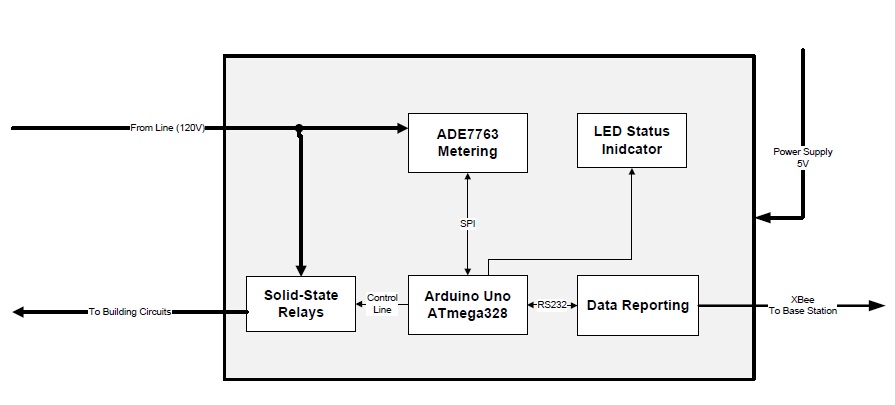 From Line (120V)
ADE7763
Metering
LED Status
Inidcator
Power Supply
5V
SPI
Solid-State
Relays
Control
Line
Arduino Uno
ATmega328
RS232
Data Reporting
XBee
To Base Station
To Building Circuits